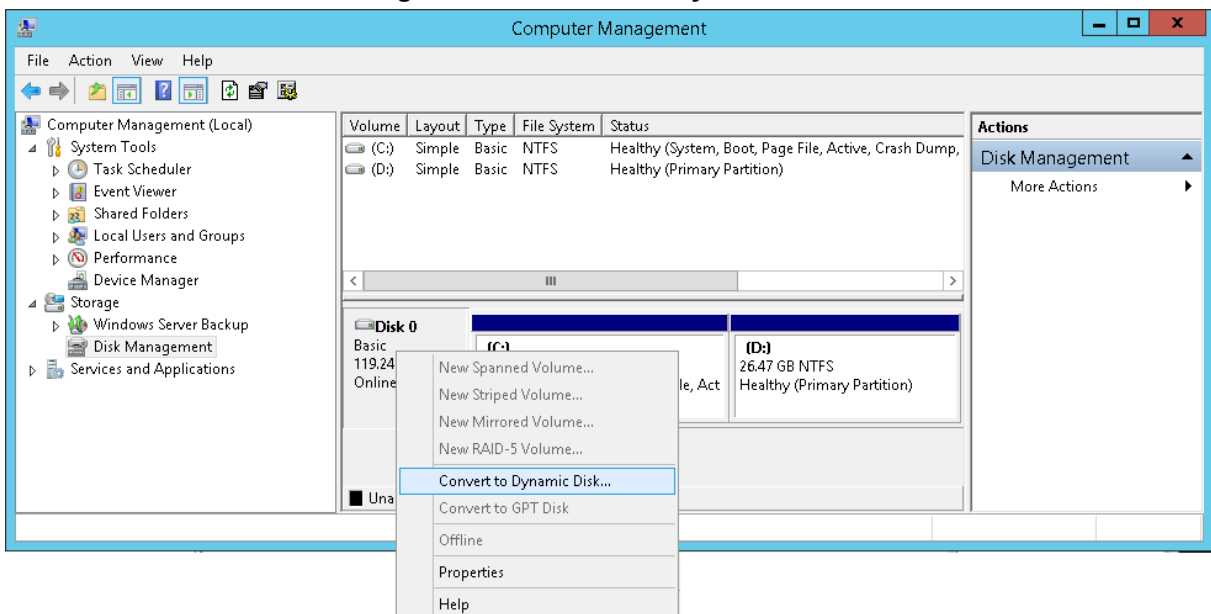 Computer Management
File Action View Help
Computer Management (Local)
System Tools
Task Scheduler
Event Viewer
Shared Folders
Local Users and Groups
Performance
Device Manager
Storage
Windows Server Backup
Disk Management
Services and Applications
Volume Layout Type File System Status
(C:) Simple Basic NTFS Healthy (System, Boot, Page File, Active, Crash Dump,
(D:) Simple Basic NTFS Healthy (Primary Partition)
Disk 0
Basic
119.24
Online
(C:)
le, Act
(D:)
26.47 GB NTFS
Healthy (Primary Partition)
Una
New Spanned Volume...
New Striped Volume...
New Mirrored Volume...
New RAID-5 Volume...
Convert to Dynamic Disk...
Convert to GPT Disk
Offline
Properties
Help
Actions
Disk Management
More Actions